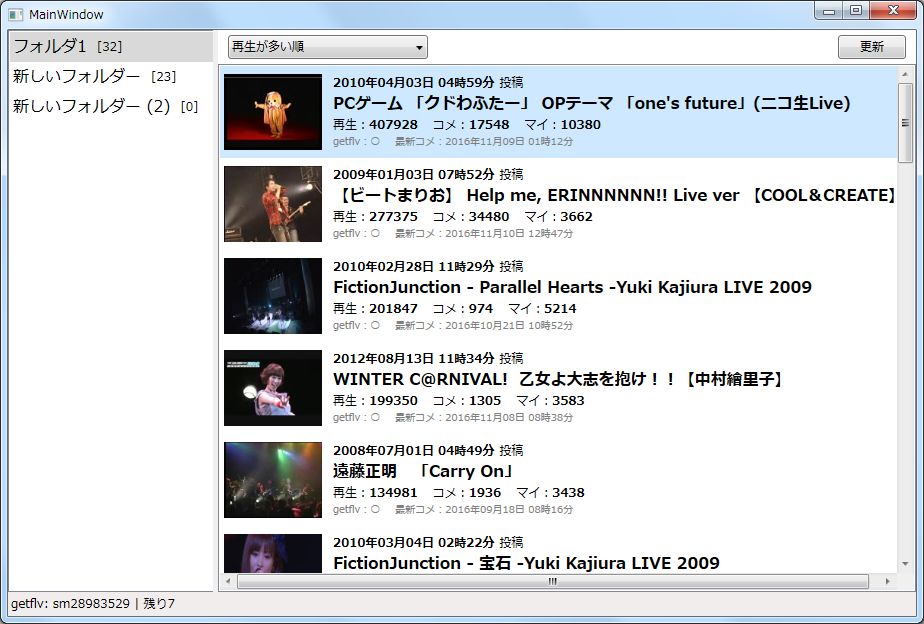 MainWindow
フォルダ1 [32]
新しいフォルダー [23]
新しいフォルダー (2) [0]
再生が多い順
更新
2010年04月03日 04時59分 投稿
PCゲーム 「クドわふたー」 OPテーマ 「one's future」(ニコ生Live)
再生：407928 コメ：17548 マイ：10380
getflv：○ 最新コメ：2016年11月09日 01時12分
2009年01月03日 07時52分 投稿
【ビートまりお】 Help me, ERINNNNNN!! Live ver 【COOL＆CREATE】
再生：277375 コメ：34480 マイ：3662
getflv：○ 最新コメ：2016年11月10日 12時47分
2010年02月28日 11時29分 投稿
FictionJunction - Parallel Hearts -Yuki Kajiura LIVE 2009
再生：201847 コメ：974 マイ：5214
getflv：○ 最新コメ：2016年10月21日 10時52分
2012年08月13日 11時34分 投稿
WINTER C@RNIVAL! 乙女よ大志を抱け！！【中村繪里子】
再生：199350 コメ：1305 マイ：3583
getflv：○ 最新コメ：2016年11月08日 08時38分
2008年07月01日 04時49分 投稿
遠藤正明　「Carry On」
再生：134981 コメ：1936 マイ：3438
getflv：○ 最新コメ：2016年09月18日 08時16分
2010年03月04日 02時22分 投稿
FictionJunction - 宝石 -Yuki Kajiura LIVE 2009
getflv: sm28983529 | 残り7